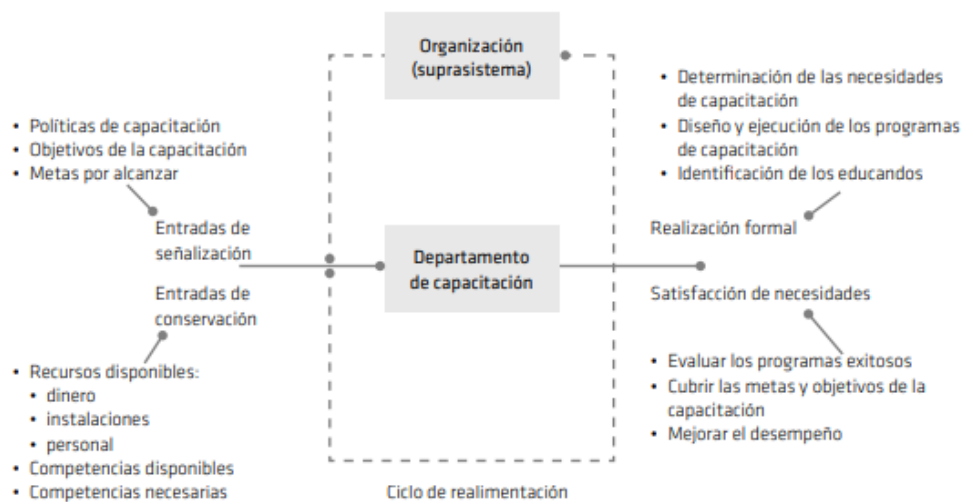 Organización
(suprasistema)
• Políticas de capacitación
• Objetivos de la capacitación
• Metas por alcanzar
Entradas de
señalización
Entradas de
conservación
• Recursos disponibles:
• dinero
• instalaciones
• personal
• Competencias disponibles
• Competencias necesarias
Departamento
de capacitación
• Determinación de las necesidades
de capacitación
• Diseño y ejecución de los programas
de capacitación
• Identificación de los educandos
Realización formal
Satisfacción de necesidades
• Evaluar los programas exitosos
• Cubrir las metas y objetivos de la
capacitación
• Mejorar el desempeño
Ciclo de realimentación